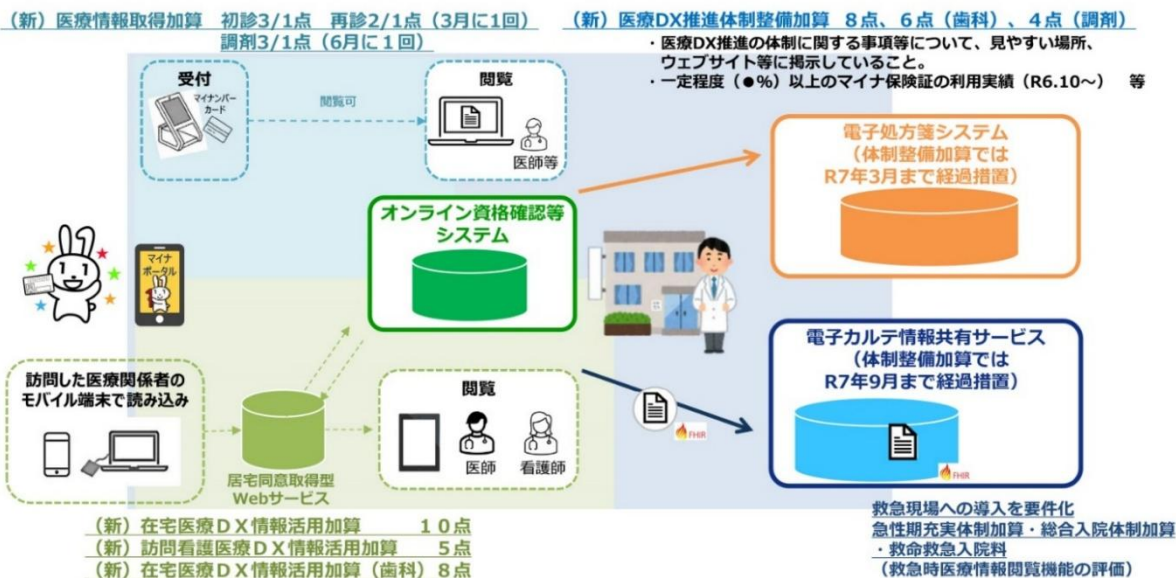 （新）医療情報取得加算　初診3/1点　再診2/1点（3月に1回）
調剤3/1点（6月に１回）
（新）医療DX推進体制整備加算　８点、６点（歯科）、４点（調剤）
・医療DX推進の体制に関する事項等について、見やすい場所、
ウェブサイト等に掲示していること。
・一定程度（●%）以上のマイナ保険証の利用実績（R6.10～）　等
受付
マイナンバー
カード
閲覧可
閲覧
医師等
電子処方箋システム
（体制整備加算では
R7年3月まで経過措置）
オンライン資格確認等
システム
マイナ
ポータル
電子カルテ情報共有サービス
（体制整備加算では
R7年9月まで経過措置）
FHIR
FHIR
訪問した医療関係者の
モバイル端末で読み込み
居宅同意取得型
Webサービス
閲覧
医師
看護師
（新）在宅医療ＤＸ情報活用加算　１０点
（新）訪問看護医療ＤＸ情報活用加算　５点
（新）在宅医療ＤＸ情報活用加算（歯科）８点
救急現場への導入を要件化
急性期充実体制加算・総合入院体制加算
・救命救急入院料
（救急時医療情報閲覧機能の評価）